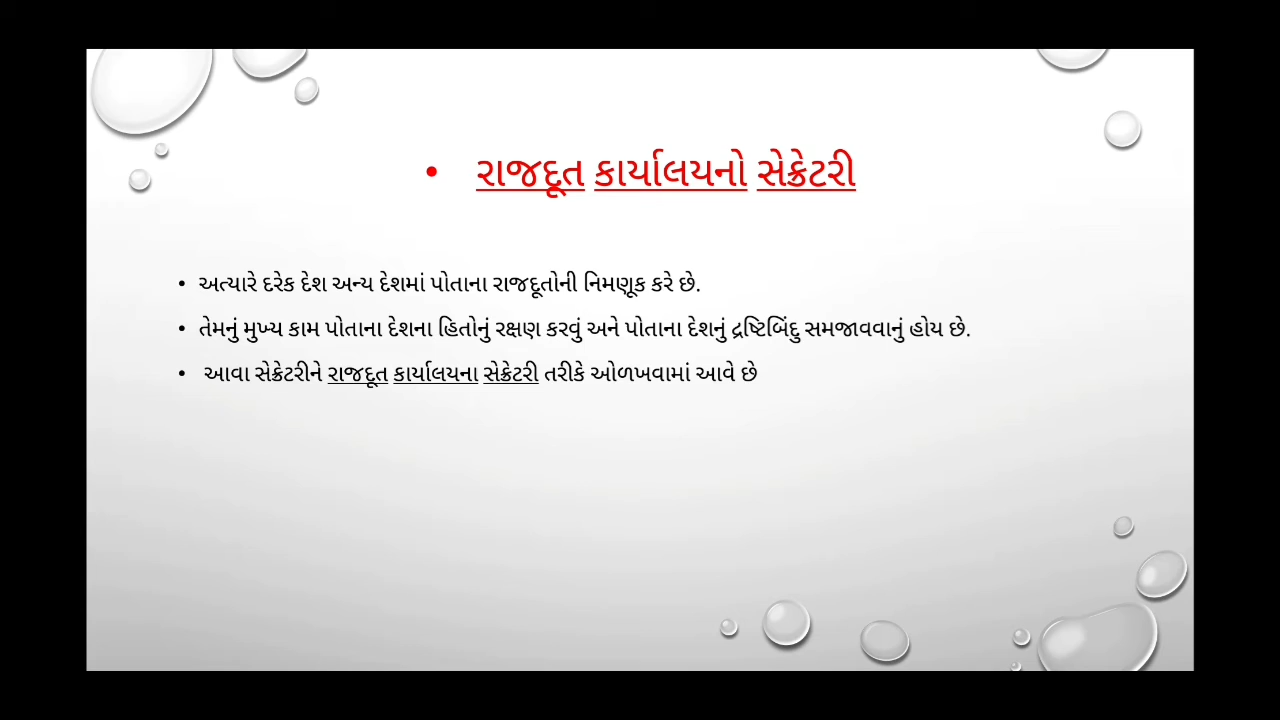 • રાજદૂત કાર્યાલયનો સેક્રેટરી
• અત્યારે દરેક દેશ અન્ય દેશમાં પોતાના રાજદૂતોની નિમણૂક કરે છે.
• તેમનું મુખ્ય કામ પોતાના દેશના હિતોનું રક્ષણ કરવું અને પોતાના દેશનું દ્રષ્ટિબિંદુ સમજાવવાનું હોય છે.
• આવા સેક્રેટરીને રાજદૂત કાર્યાલયના સેક્રેટરી તરીકે ઓળખવામાં આવે છે